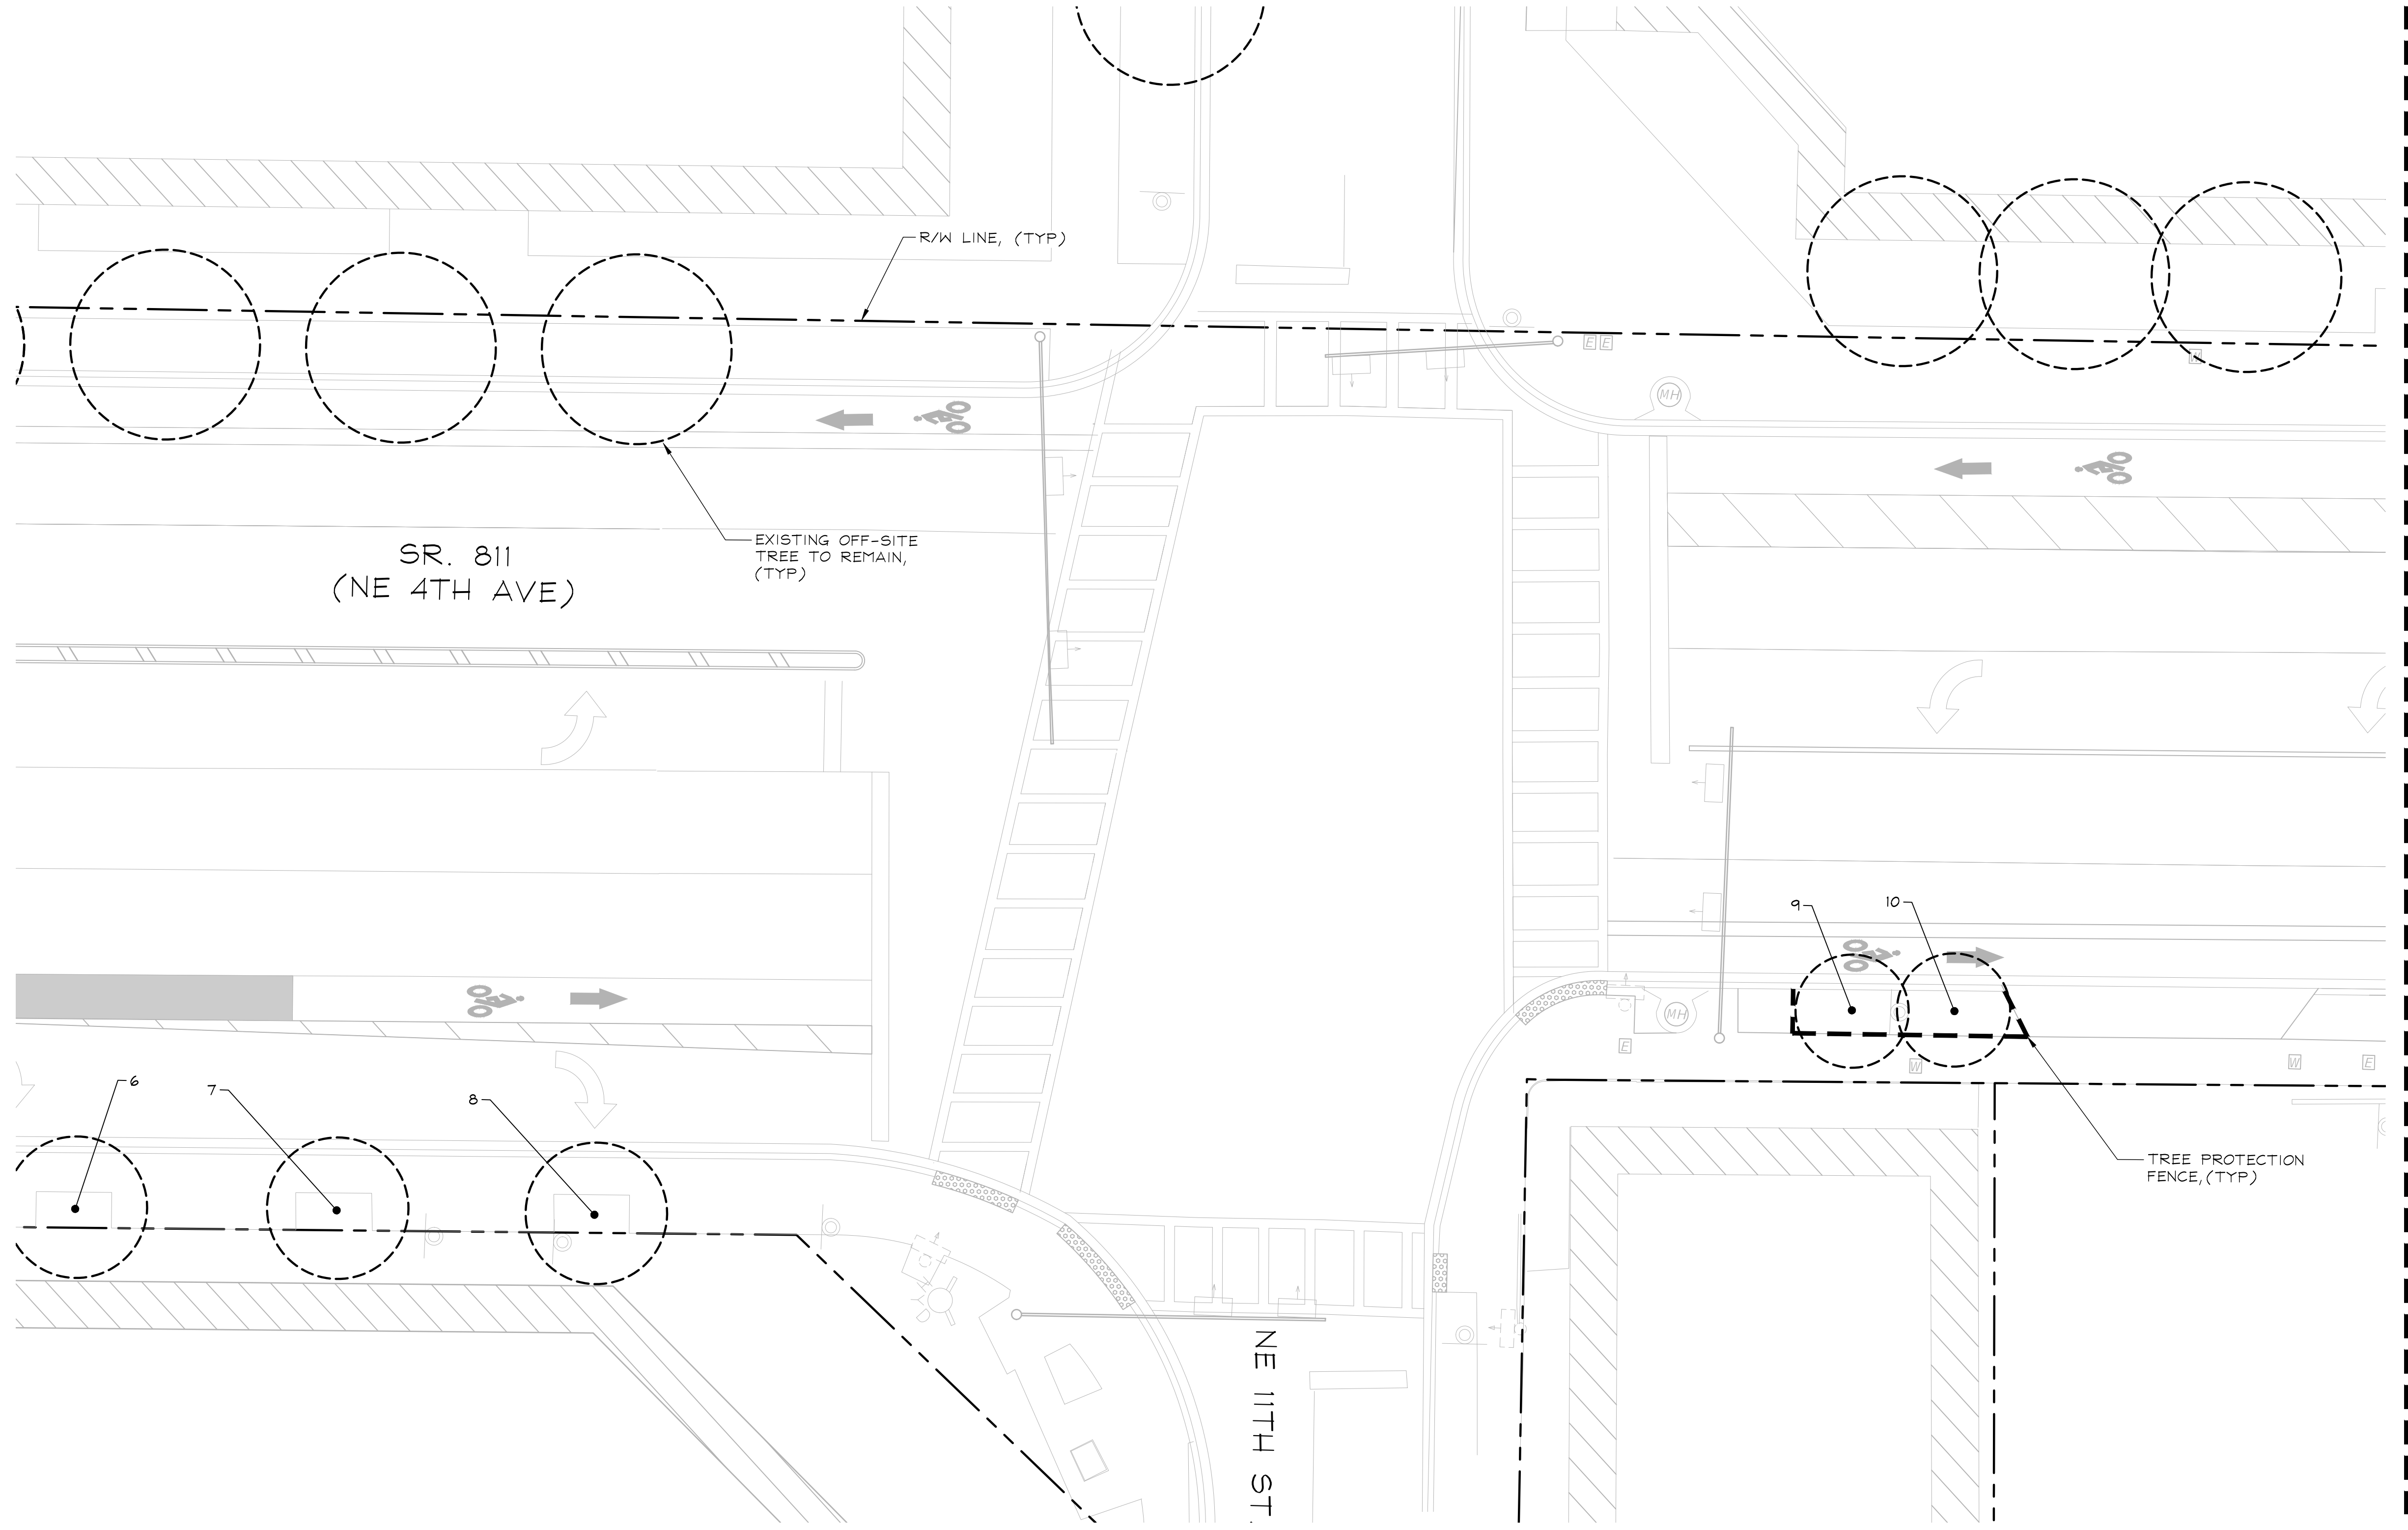 R/W LINE, (TYP)
E E
W
MH
EXISTING OFF-SITE
TREE TO REMAIN,
(TYP)
SR. 811
(NE 4TH AVE)
9
10
MH
E
W
W
E
6
7
8
TREE PROTECTION
FENCE, (TYP)
NE 11TH ST.